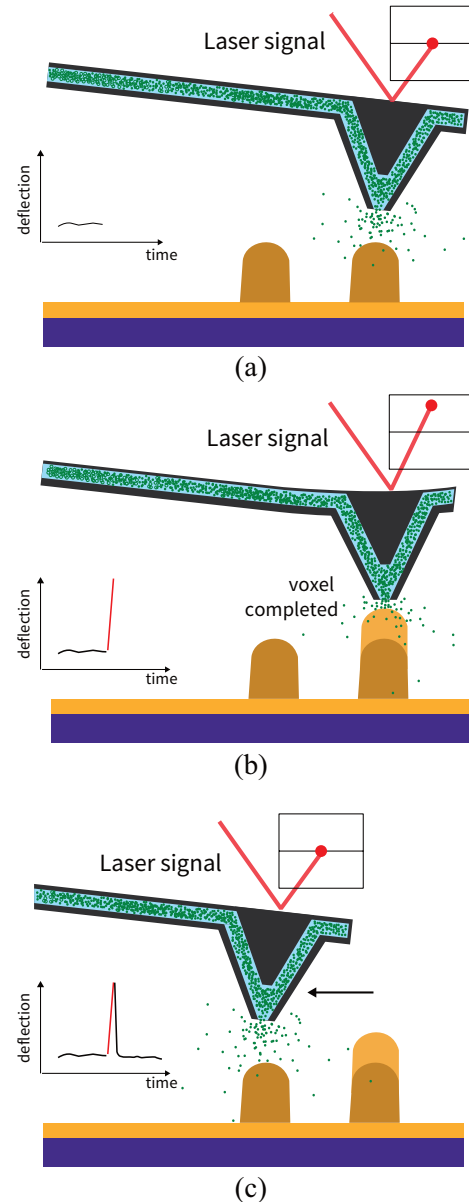 Laser signal
deflection
time
(a)
Laser signal
voxel
completed
deflection
time
(b)
Laser signal
deflection
time
(c)